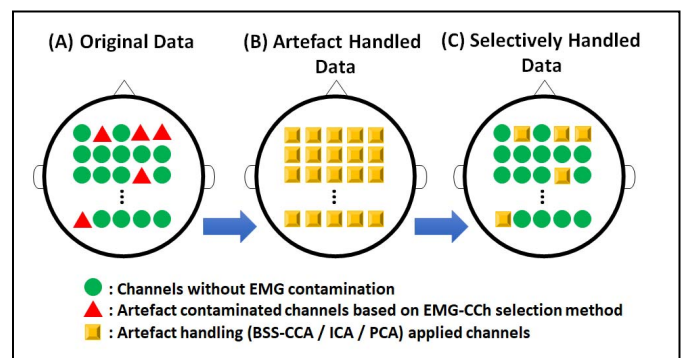 (A) Original Data
(B) Artefact Handled
Data
(C) Selectively Handled
Data
: Channels without EMG contamination
: Artefact contaminated channels based on EMG-CCh selection method
: Artefact handling (BSS-CCA / ICA / PCA) applied channels